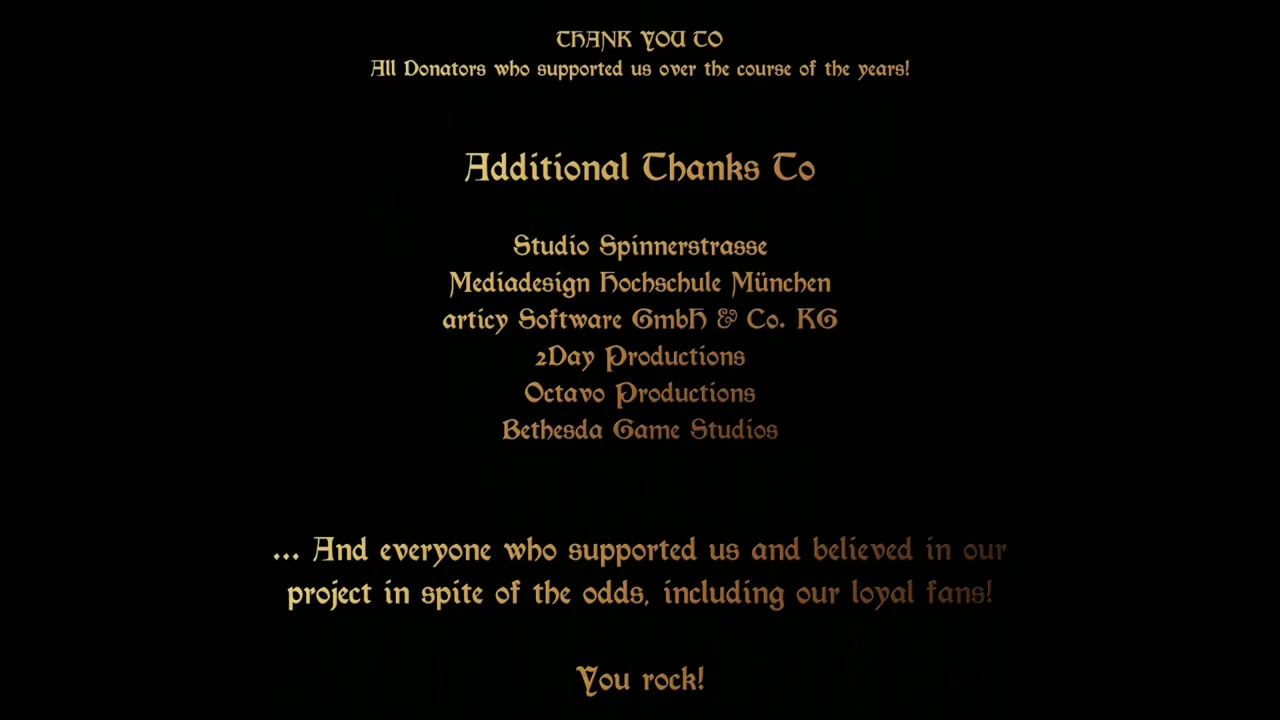 THANK YOU TO
All Donators who supported us over the course of the years!
Additional Thanks To
Studio Spinnerstrasse
Mediadesign Hochschule München
articy Software GmbH & Co. KG
2Day Productions
Octavo Productions
Bethesda Game Studios
... And everyone who supported us and believed in our
project in spite of the odds, including our loyal fans!
You rock!